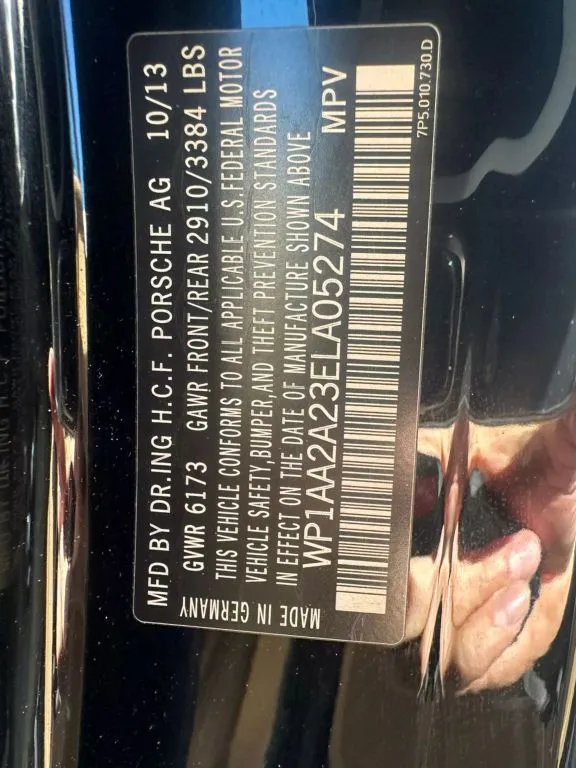 MFD BY DR.ING H.C.F. PORSCHE AG 10/13
GVWR 6173 GAWR FRONT/REAR 2910/3384 LBS
THIS VEHICLE CONFORMS TO ALL APPLICABLE U.S.FEDERAL MOTOR
VEHICLE SAFETY,BUMPER,AND THEFT PREVENTION STANDARDS
IN EFFECT ON THE DATE OF MANUFACTURE SHOWN ABOVE
WP1AA2A23ELA05274 MPV
MADE IN GERMANY
7P5.010.730.D